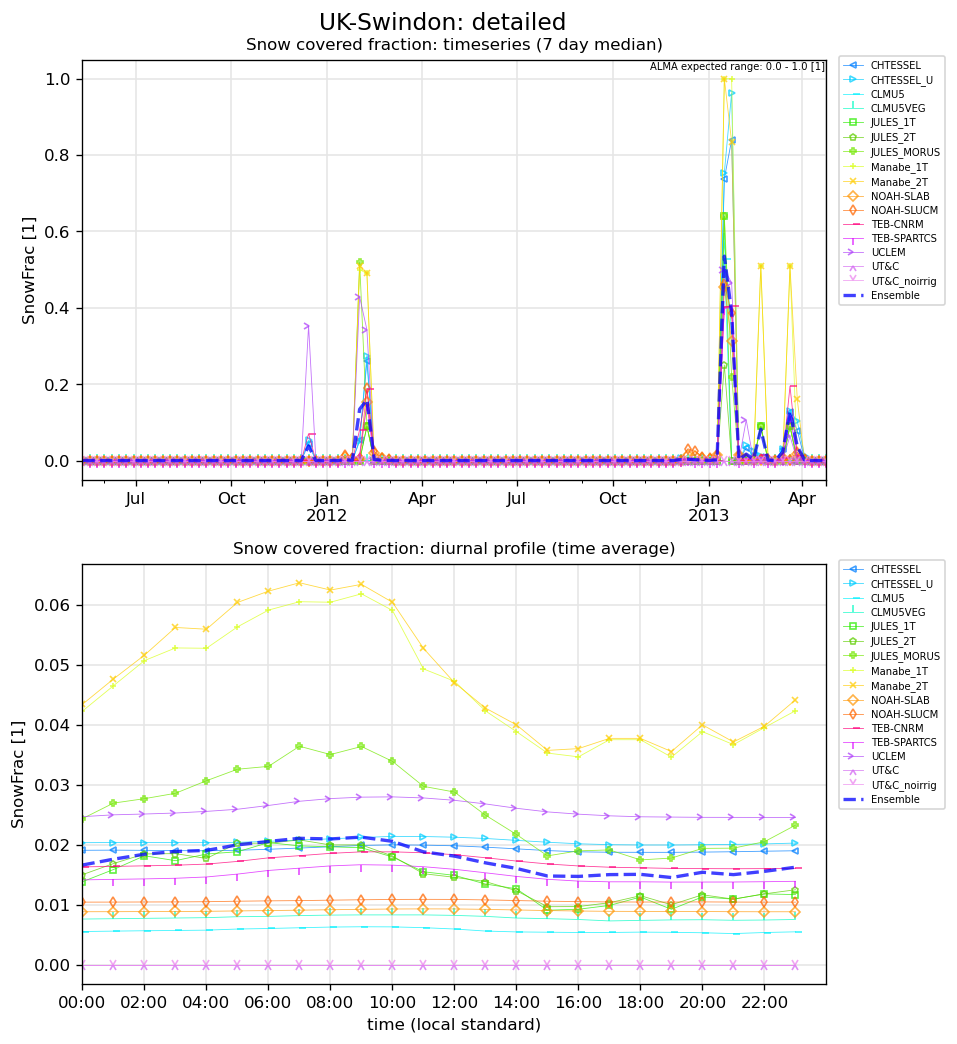 UK-Swindon: detailed
Snow covered fraction: timeseries (7 day median)
ALMA expected range: 0.0 - 1.0 [1]
SnowFrac [1]
1.0
0.8
0.6
0.4
0.2
0.0
Jul
Oct
Jan
2012
Apr
Jul
Oct
Jan
2013
Apr
CHTESSEL
CHTESSEL_U
CLMU5
CLMU5VEG
JULES_1T
JULES_2T
JULES_MORUS
Manabe_1T
Manabe_2T
NOAH-SLAB
NOAH-SLUCM
TEB-CNRM
TEB-SPARTCS
UCLEM
UT&C
UT&C_noirrig
Ensemble
Snow covered fraction: diurnal profile (time average)
SnowFrac [1]
0.06
0.05
0.04
0.03
0.02
0.01
0.00
00:00
02:00
04:00
06:00
08:00
10:00
12:00
14:00
16:00
18:00
20:00
22:00
time (local standard)
CHTESSEL
CHTESSEL_U
CLMU5
CLMU5VEG
JULES_1T
JULES_2T
JULES_MORUS
Manabe_1T
Manabe_2T
NOAH-SLAB
NOAH-SLUCM
TEB-CNRM
TEB-SPARTCS
UCLEM
UT&C
UT&C_noirrig
Ensemble